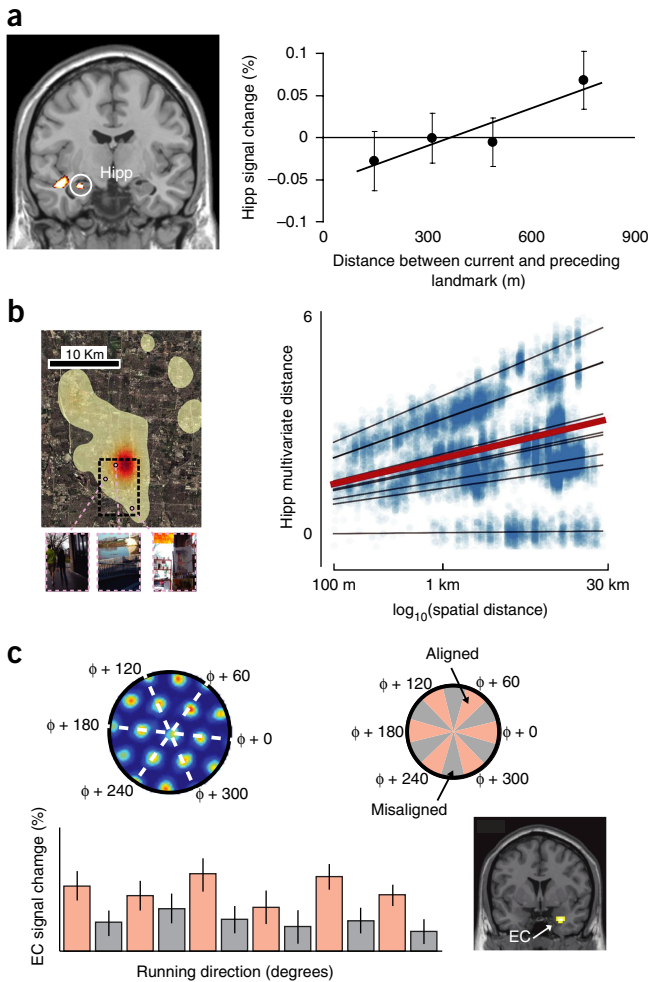 a
Hipp
Hipp signal change (%)
0.1
0.05
0
−0.05
−0.1
0
300
600
900
Distance between current and preceding
landmark (m)
b
10 Km
Hipp multivariate distance
6
3
0
100 m
1 km
30 km
log10(spatial distance)
c
ϕ + 120
ϕ + 60
ϕ + 180
ϕ + 0
ϕ + 240
ϕ + 300
Aligned
ϕ + 120
ϕ + 60
ϕ + 180
ϕ + 0
ϕ + 240
ϕ + 300
Misaligned
EC signal chamge (%)
Running direction (degrees)
EC